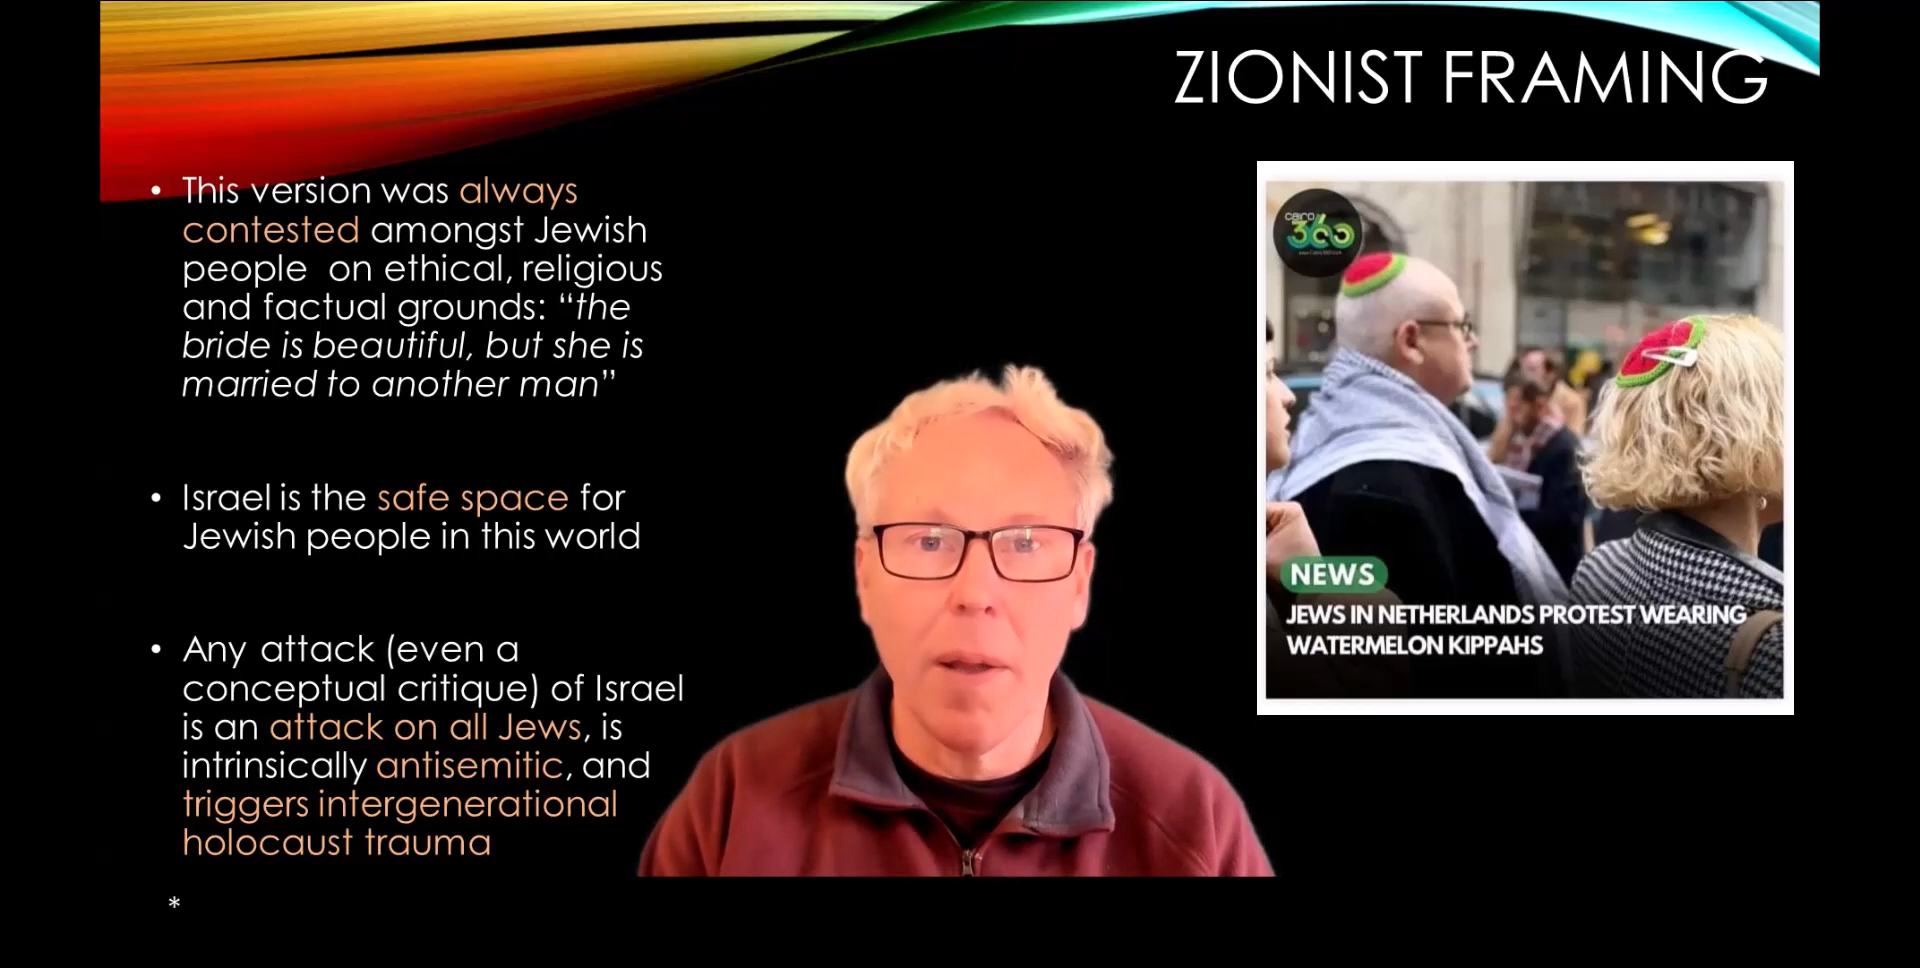 ZIONIST FRAMING
• This version was always
contested amongst Jewish
people on ethical, religious
and factual grounds: “the
bride is beautiful, but she is
married to another man”
• Israel is the safe space for
Jewish people in this world
• Any attack (even a
conceptual critique) of Israel
is an attack on all Jews, is
intrinsically antisemitic, and
triggers intergenerational
holocaust trauma
*
cairo
360
NEWS
JEWS IN NETHERLANDS PROTEST WEARING
WATERMELON KIPPAHS